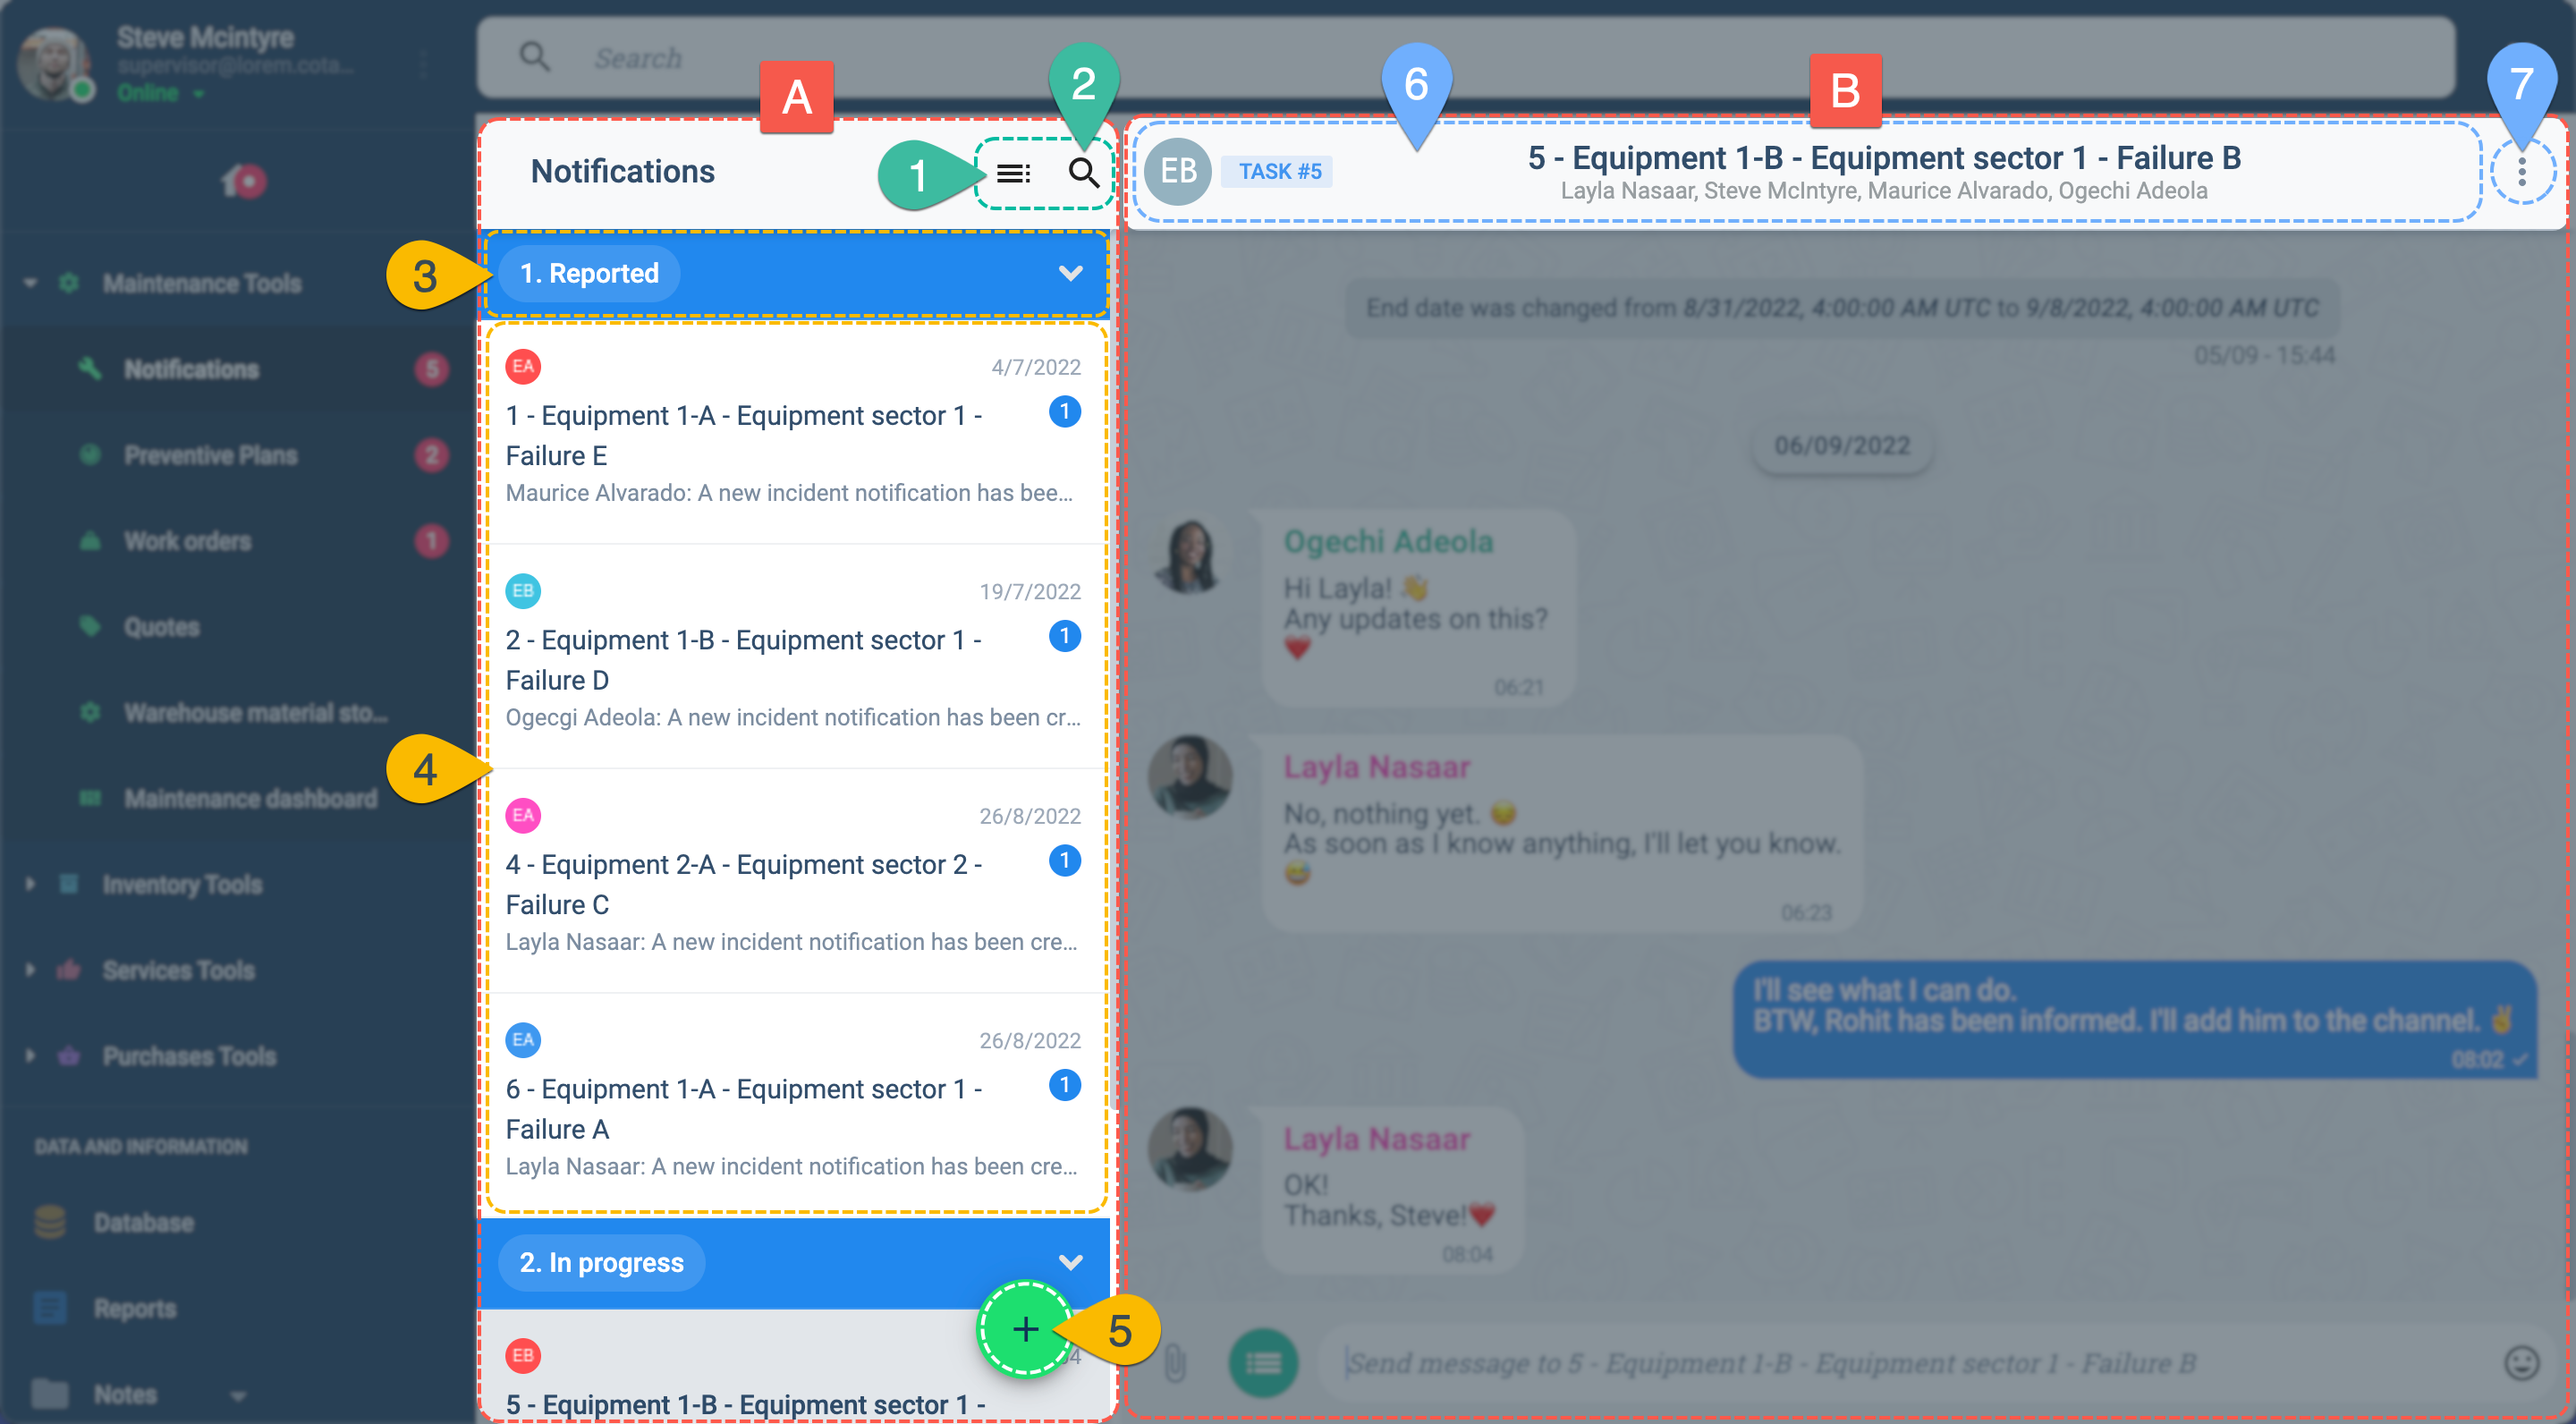 Steve Mcintyre
supervisor@lorem.cota...
Online
Search
A
2
6
B
7
1
Notifications
EB
TASK #5
5 - Equipment 1-B - Equipment sector 1 - Failure B
Layla Nasaar, Steve McIntyre, Maurice Alvarado, Ogechi Adeola
Maintenance Tools
Notifications
5
Preventive Plans
2
Work orders
1
Quotes
Warehouse material sto...
Maintenance dashboard
Inventory Tools
Services Tools
Purchases Tools
DATA AND INFORMATION
Database
Reports
Notes
3
1. Reported
4
EA
4/7/2022
1 - Equipment 1-A - Equipment sector 1 -
1
Failure E
Maurice Alvarado: A new incident notification has bee...
EB
19/7/2022
2 - Equipment 1-B - Equipment sector 1 -
1
Failure D
Ogecgi Adeola: A new incident notification has been cr...
EA
26/8/2022
4 - Equipment 2-A - Equipment sector 2 -
1
Failure C
Layla Nasaar: A new incident notification has been cre...
EA
26/8/2022
6 - Equipment 1-A - Equipment sector 1 -
1
Failure A
Layla Nasaar: A new incident notification has been cre...
2. In progress
+
5
EB
04
5 - Equipment 1-B - Equipment sector 1 -
End date was changed from 8/31/2022, 4:00:00 AM UTC to 9/8/2022, 4:00:00 AM UTC
05/09 - 15:44
06/09/2022
Ogechi Adeola
Hi Layla! 👋
Any updates on this?
❤️
06:21
Layla Nasaar
No, nothing yet. 😔
As soon as I know anything, I'll let you know.
😅
06:23
I'll see what I can do.
BTW, Rohit has been informed. I'll add him to the channel. ✌️
08:02
Layla Nasaar
OK!
Thanks, Steve!❤️
08:04
Send message to 5 - Equipment 1-B - Equipment sector 1 - Failure B